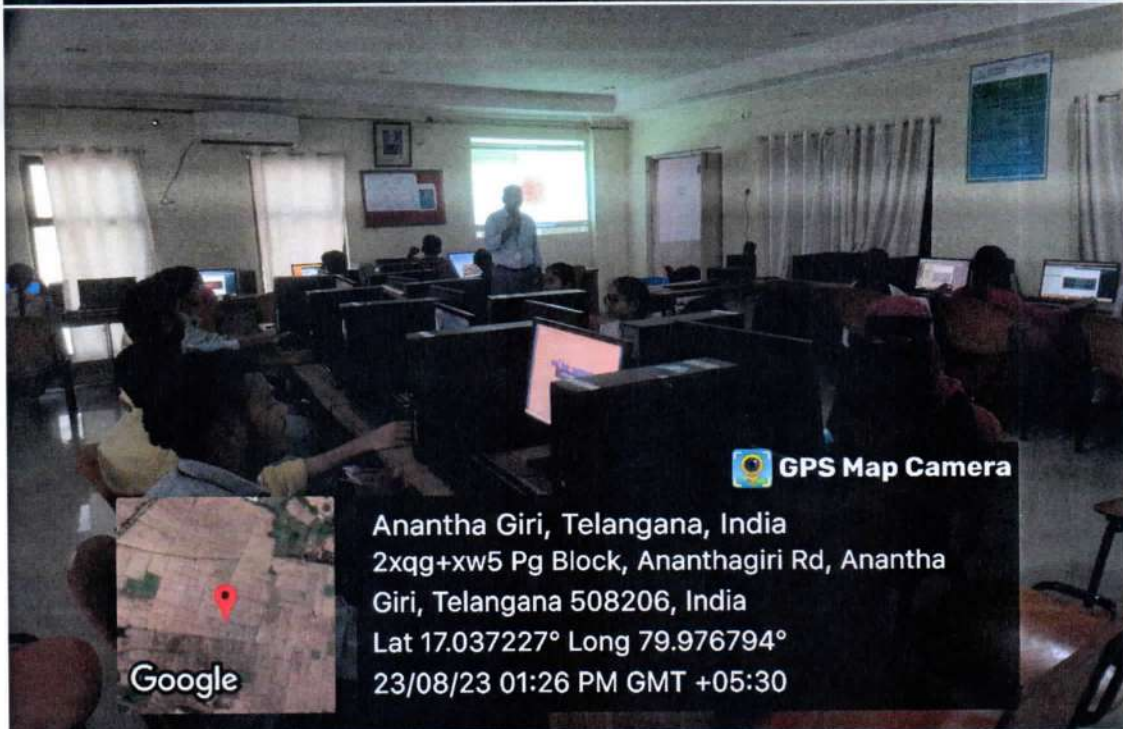 GPS Map Camera
Anantha Giri, Telangana, India
2xqg+xw5 Pg Block, Ananthagiri Rd, Anantha
Giri, Telangana 508206, India
Lat 17.037227° Long 79.976794°
23/08/23 01:26 PM GMT +05:30
Google